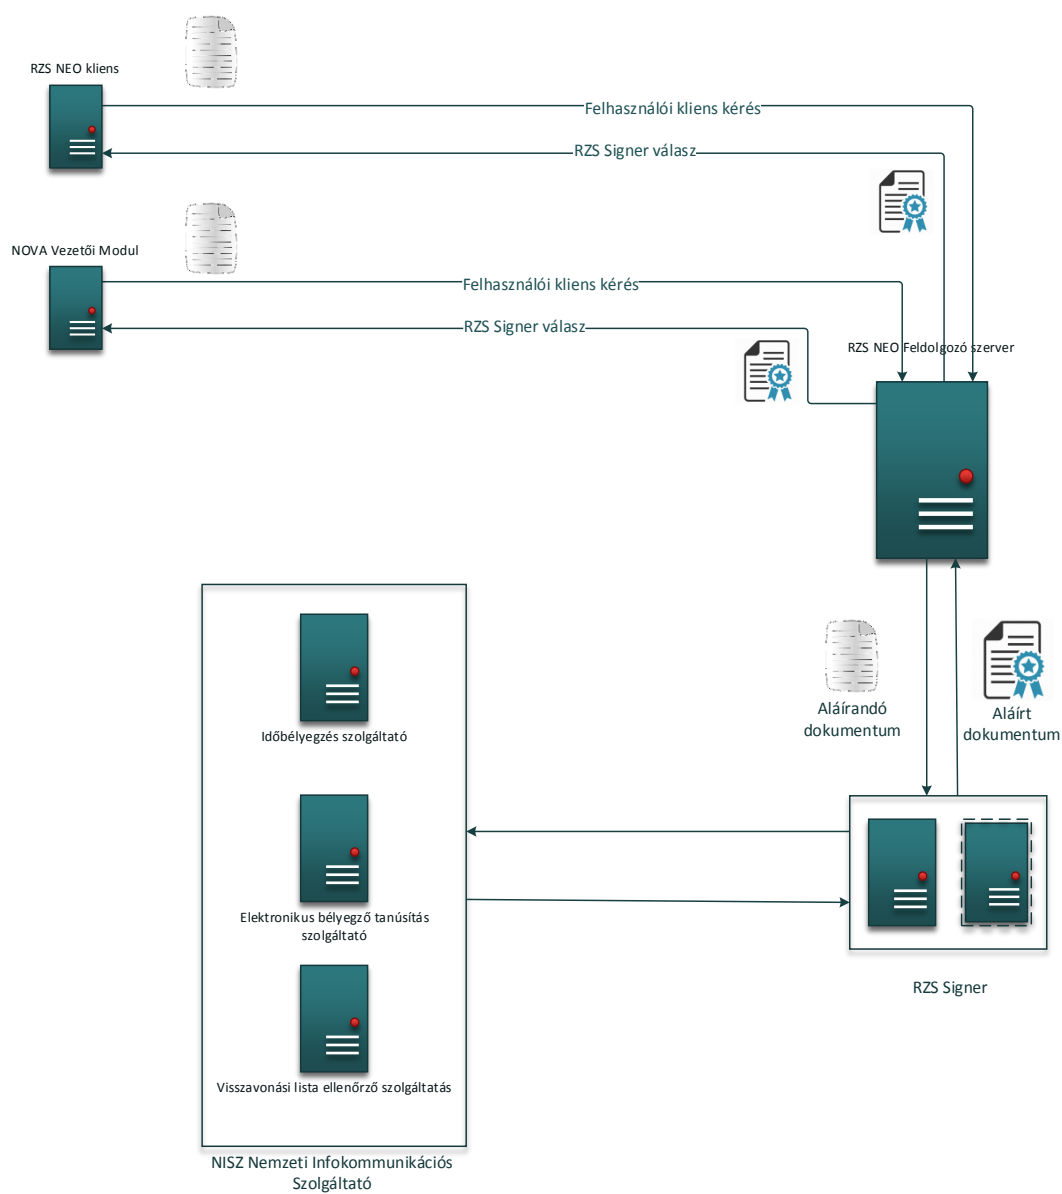 RZS NEO kliens
Felhasználói kliens kérés
RZS Signer válasz
NOVA Vezetői Modul
Felhasználói kliens kérés
RZS Signer válasz
RZS NEO Feldolgozó szerver
Aláírandó
dokumentum
Aláírt
dokumentum
Időbélyegzés szolgáltató
Elektronikus bélyegző tanúsítás
szolgáltató
Visszavonási lista ellenőrző szolgáltatás
RZS Signer
NISZ Nemzeti Infokommunikációs
Szolgáltató